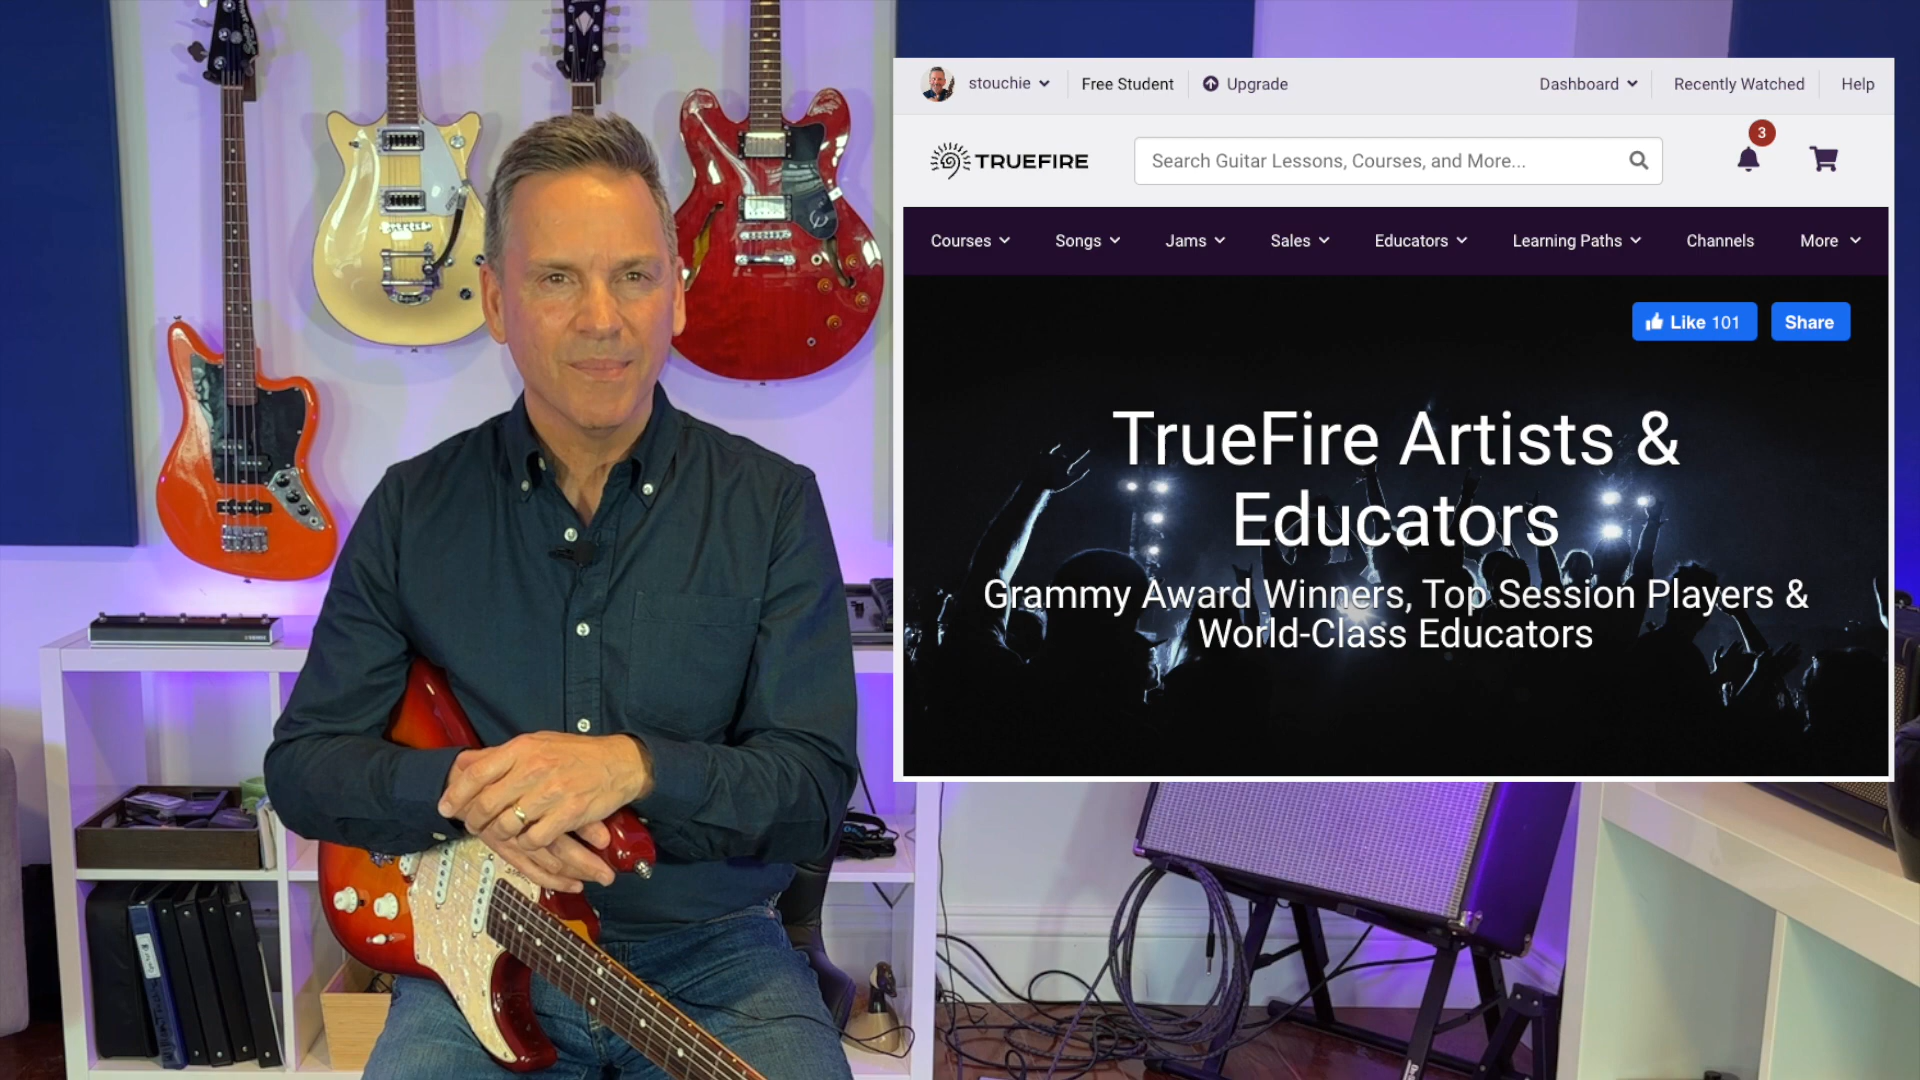 stouchie
Free Student
Upgrade
Dashboard
Recently Watched
Help
TRUEFIRE
Search Guitar Lessons, Courses, and More...
3
Courses
Songs
Jams
Sales
Educators
Learning Paths
Channels
More
Like 101
Share
TrueFire Artists &
Educators
Grammy Award Winners, Top Session Players &
World-Class Educators